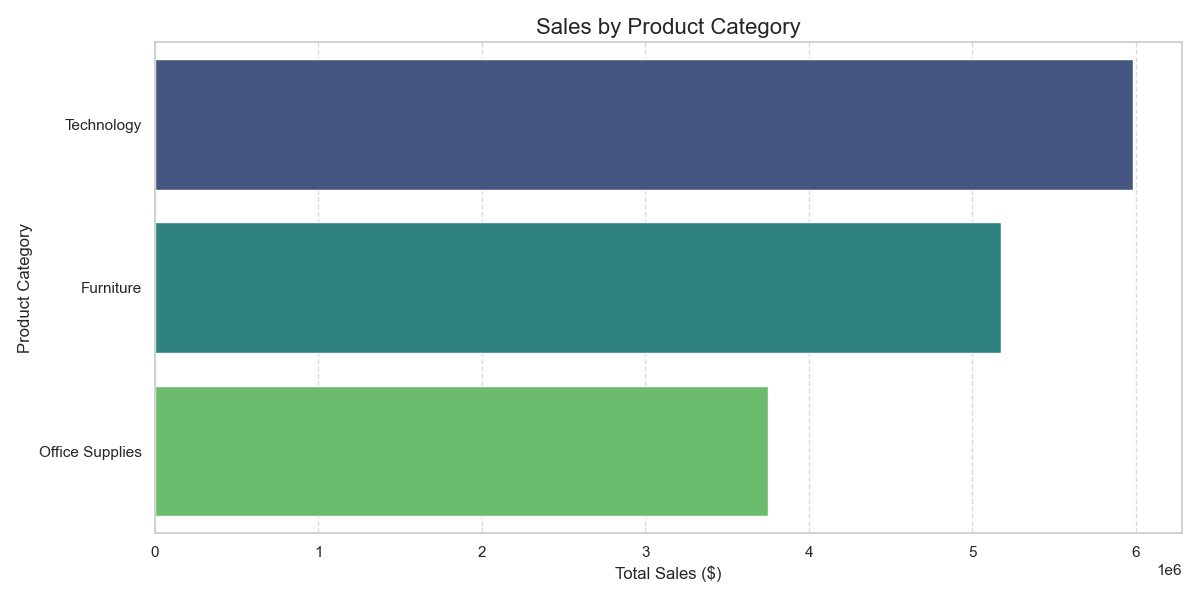 Sales by Product Category
Product Category
Technology
Furniture
Office Supplies
0 1 2 3 4 5 6
1e6
Total Sales ($)